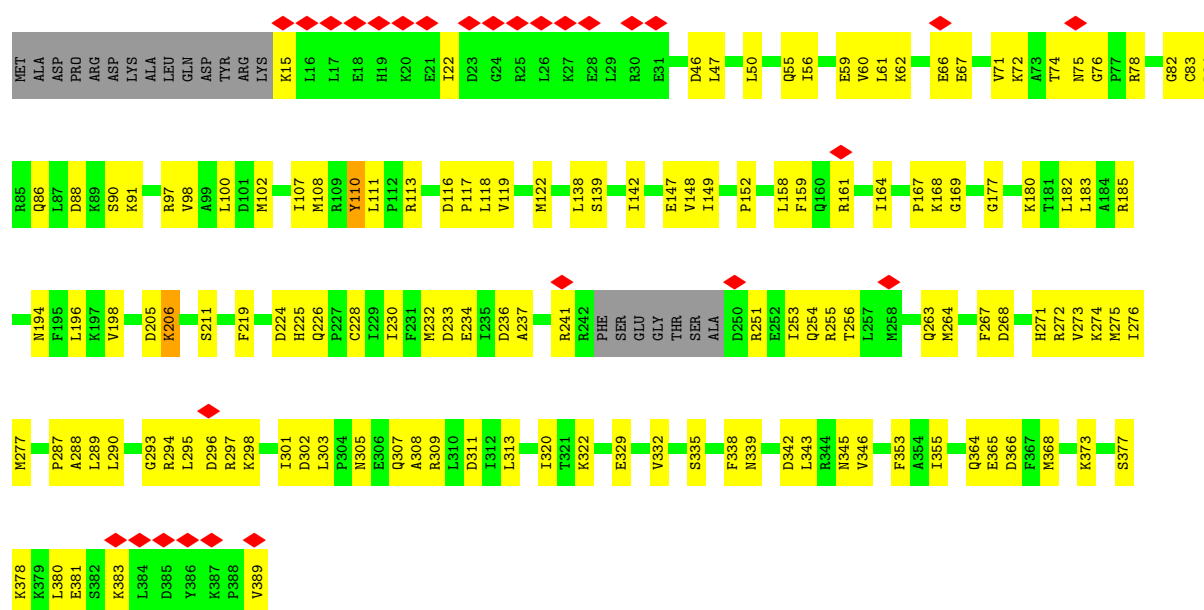 MET ALA ASP PRO ARG ASP LYS ALA LEU GLN ASP TYR ARG LYS K15 L16 L17 E18 H19 K20 E21 I22 D23 G24 R25 L26 K27 E28 L29 R30 E31 D46 L47 L50 Q55 I56 E59 V60 L61 K62 E66 E67 V71 K72 A73 T74 N75 G76 P77 R78 G82 C83
R85 Q86 L87 D88 K89 S90 K91 R97 V98 A99 L100 D101 M102 I107 M108 R109 Y110 L111 P112 R113 D116 P117 L118 V119 M122 L138 S139 I142 E147 V148 I149 P152 L158 F159 Q160 R161 I164 P167 K168 G169 G177 K180 T181 L182 L183 A184 R185
N194 F195 L196 K197 V198 D205 K206 S211 F219 D224 H225 Q226 P227 C228 I229 I230 F231 M232 D233 E234 I235 D236 A237 R241 R242 PHE SER GLU GLY THR SER ALA D250 R251 E252 I253 Q254 R255 T256 L257 M258 Q263 M264 F267 D268 H271 R272 V273 K274 M275 I276
M277 P287 A288 L289 L290 G293 R294 L295 D296 R297 K298 I301 D302 L303 P304 N305 E306 Q307 A308 R309 L310 D311 I312 L313 I320 T321 K322 E329 V332 S335 F338 N339 D342 L343 R344 N345 V346 F353 A354 I355 Q364 E365 D366 F367 M368 K373 S377
K378 K379 L380 E381 S382 K383 L384 D385 Y386 K387 P388 V389